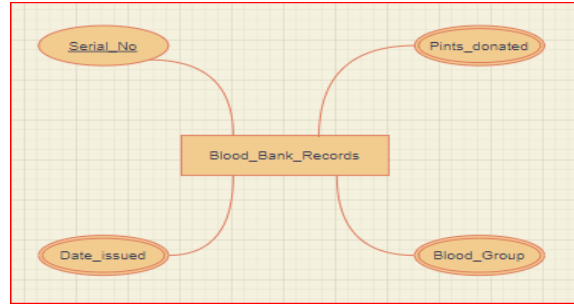 Serial_No
Pints_donated
Blood_Bank_Records
Date_issued
Blood_Group